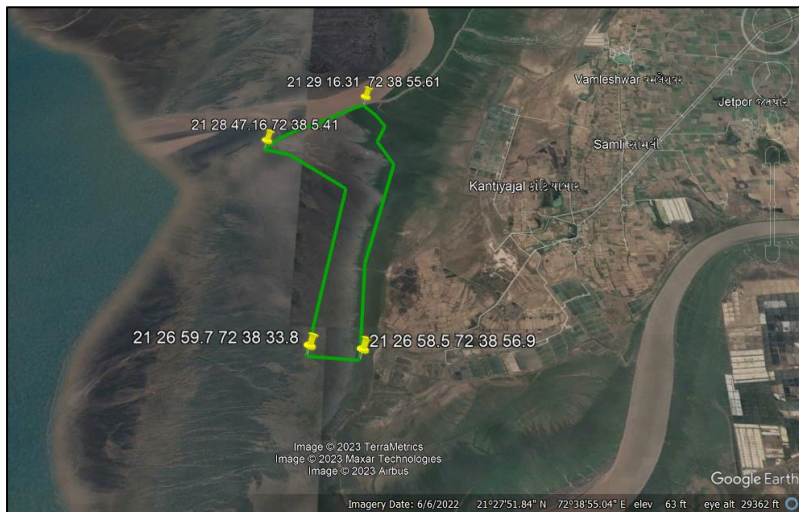 21 29 16.31 72 38 55.61
Vamleshwar વમલેશ્વર
Jetpor જેતપોર
21 28 47.16 72 38 5.41
Samli સામલી
Kantiyajal કાંટિયાજાળ
21 26 59.7 72 38 33.8
21 26 58.5 72 38 56.9
Image © 2023 TerraMetrics
Image © 2023 Maxar Technologies
Image © 2023 Airbus
Google Earth
Imagery Date: 6/6/2022 21°27'51.84" N 72°38'55.04" E elev 63 ft eye alt 29362 ft